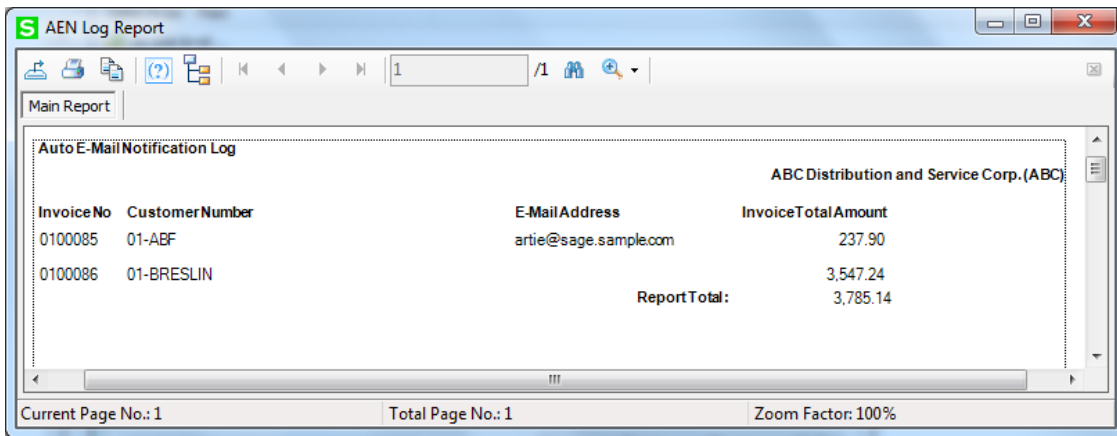 S AEN Log Report
1 /1
Main Report
Auto E-Mail Notification Log
ABC Distribution and Service Corp. (ABC)
Invoice No Customer Number E-Mail Address Invoice Total Amount
0100085 01-ABF artie@sage.sample.com 237.90
0100086 01-BRESLIN 3,547.24
Report Total: 3,785.14
Current Page No.: 1 Total Page No.: 1 Zoom Factor: 100%